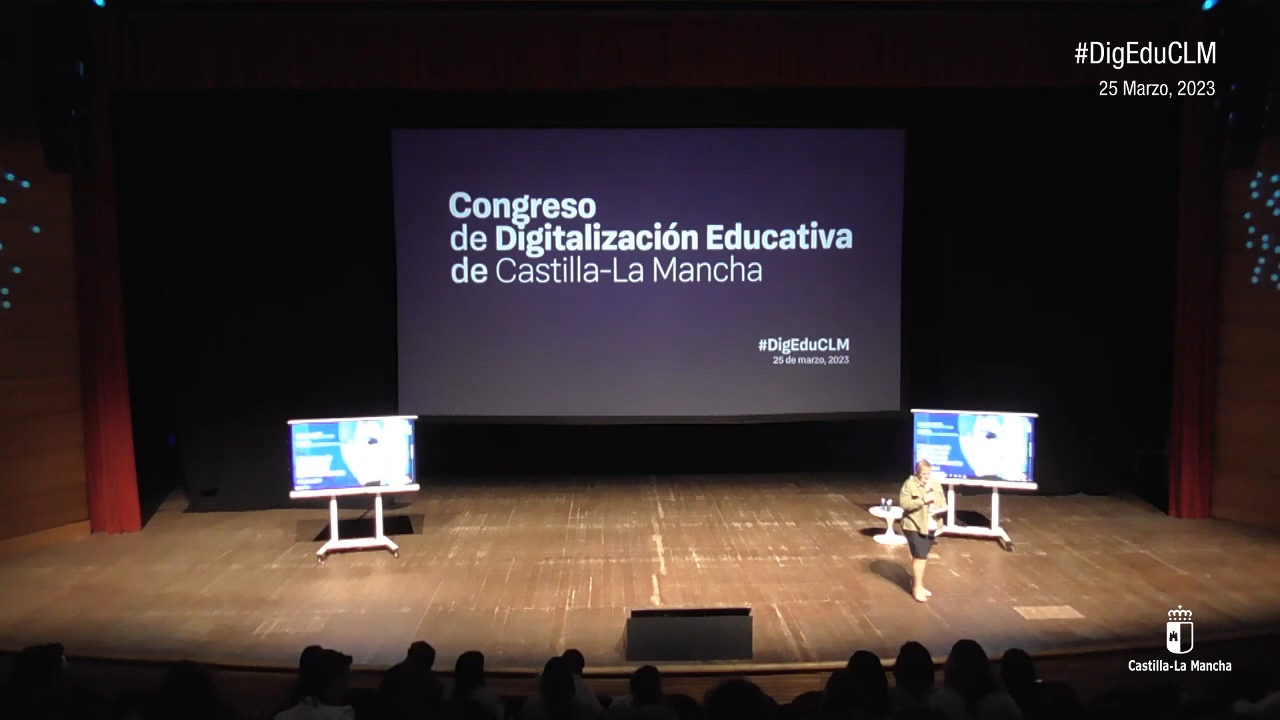 #DigEduCLM
25 Marzo, 2023
Congreso
de Digitalización Educativa
de Castilla-La Mancha
#DigEduCLM
25 de marzo, 2023
Castilla-La Mancha